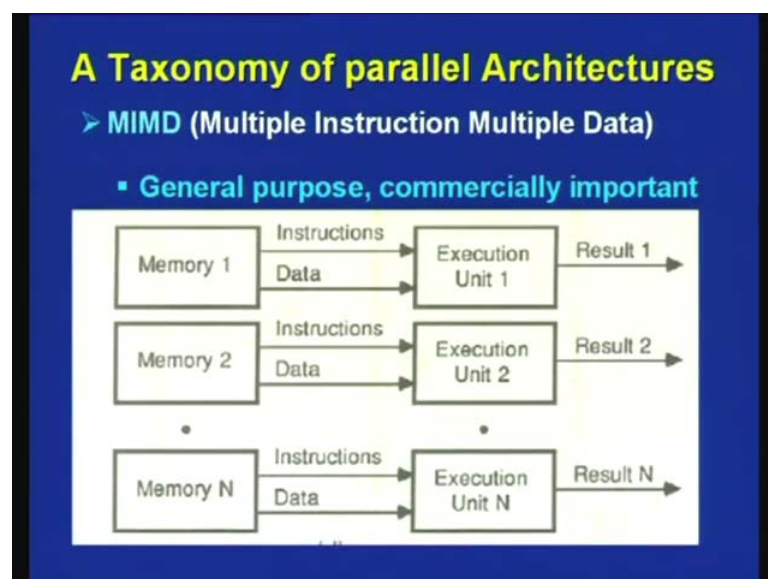 A Taxonomy of parallel Architectures
➢ MIMD (Multiple Instruction Multiple Data)
▪ General purpose, commercially important
Memory 1
Instructions
Data
Execution
Unit 1
Result 1
Memory 2
Instructions
Data
Execution
Unit 2
Result 2
Memory N
Instructions
Data
Execution
Unit N
Result N